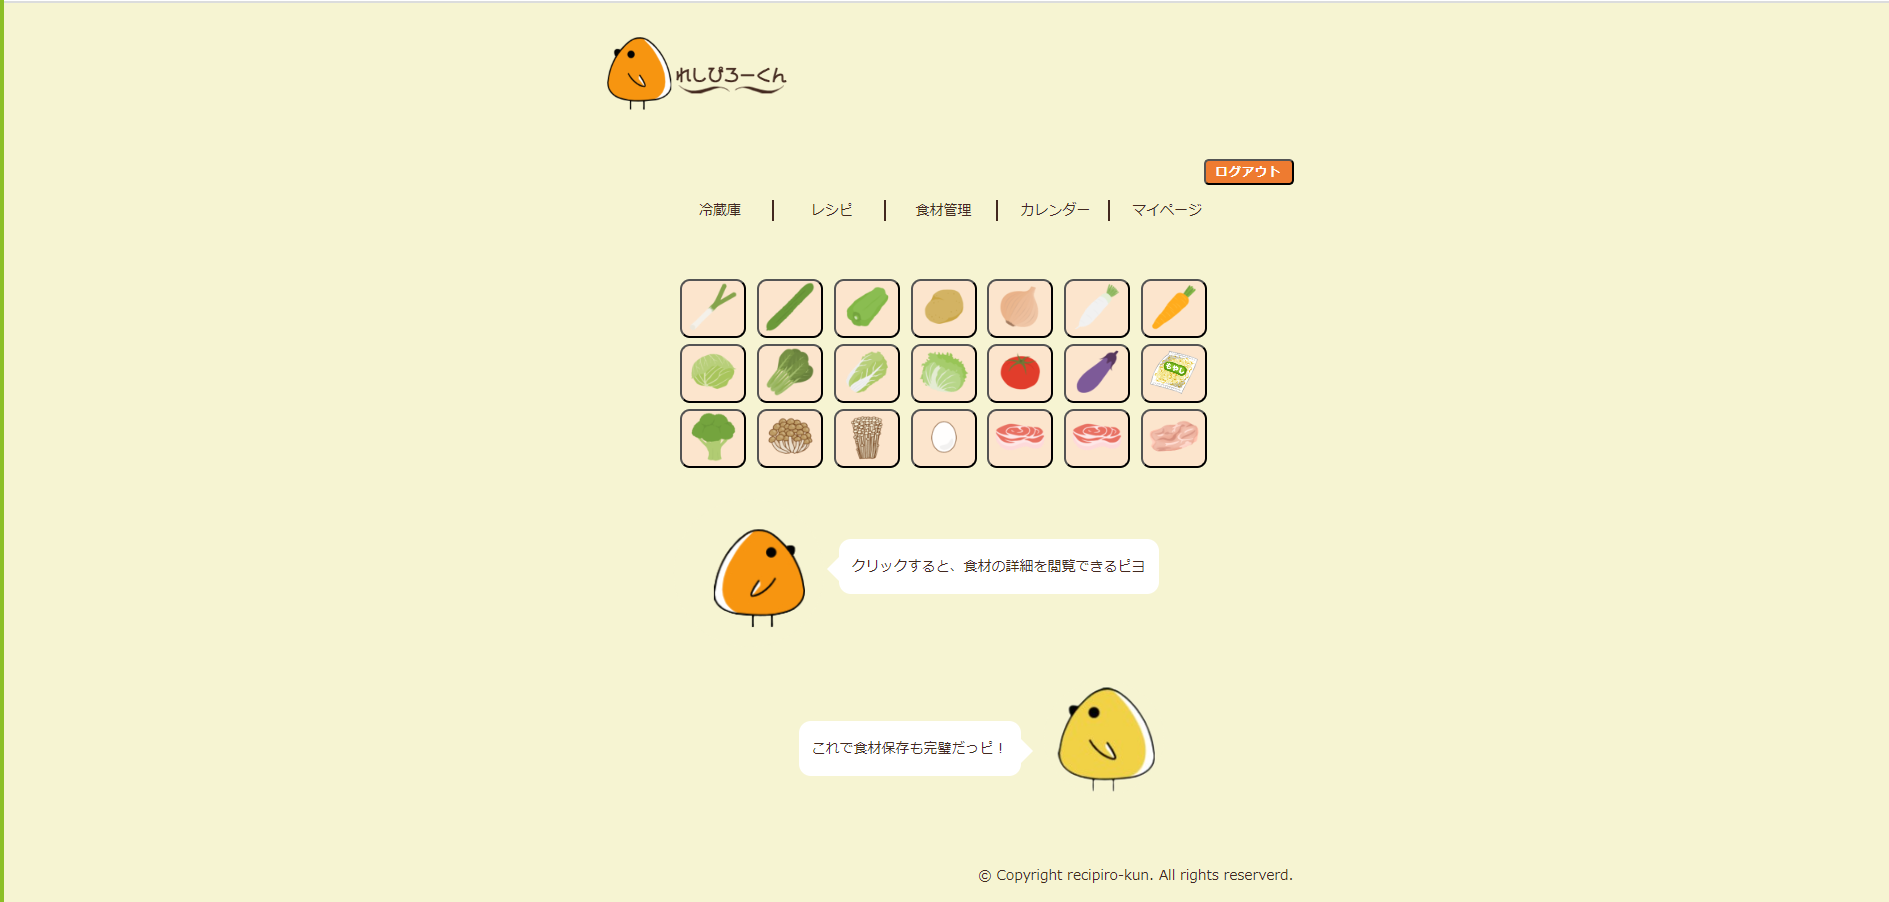 れしぴろーくん
ログアウト
冷蔵庫
レシピ
食材管理
カレンダー
マイページ
もやし
クリックすると、食材の詳細を閲覧できるピヨ
これで食材保存も完璧だっピ！
© Copyright recipiro-kun. All rights reserverd.